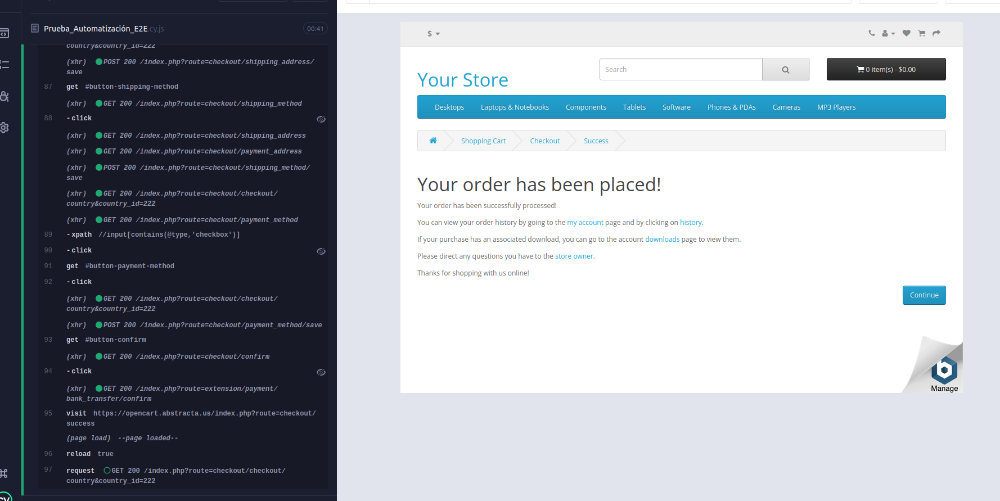 Prueba_Automatización_E2E.cy.js 00:41
country&country_id=222
(xhr) POST 200 /index.php?route=checkout/shipping_address/
save
87 get #button-shipping-method
(xhr) GET 200 /index.php?route=checkout/shipping_method
88 -click
(xhr) GET 200 /index.php?route=checkout/shipping_address
(xhr) GET 200 /index.php?route=checkout/payment_address
(xhr) POST 200 /index.php?route=checkout/shipping_method/
save
(xhr) GET 200 /index.php?route=checkout/checkout/
country&country_id=222
(xhr) GET 200 /index.php?route=checkout/payment_method
89 -xpath //input[contains(@type,'checkbox')]
90 -click
91 get #button-payment-method
92 -click
(xhr) GET 200 /index.php?route=checkout/checkout/
country&country_id=222
(xhr) POST 200 /index.php?route=checkout/payment_method/save
93 get #button-confirm
(xhr) GET 200 /index.php?route=checkout/confirm
94 -click
(xhr) GET 200 /index.php?route=extension/payment/
bank_transfer/confirm
95 visit https://opencart.abstracta.us/index.php?route=checkout/
success
(page load) --page loaded--
96 reload true
97 request GET 200 /index.php?route=checkout/checkout/
country&country_id=222
$
Search
0 item(s) - $0.00
Your Store
Desktops Laptops & Notebooks Components Tablets Software Phones & PDAs Cameras MP3 Players
Shopping Cart Checkout Success
Your order has been placed!
Your order has been successfully processed!
You can view your order history by going to the my account page and by clicking on history.
If your purchase has an associated download, you can go to the account downloads page to view them.
Please direct any questions you have to the store owner.
Thanks for shopping with us online!
Continue
b
Manage